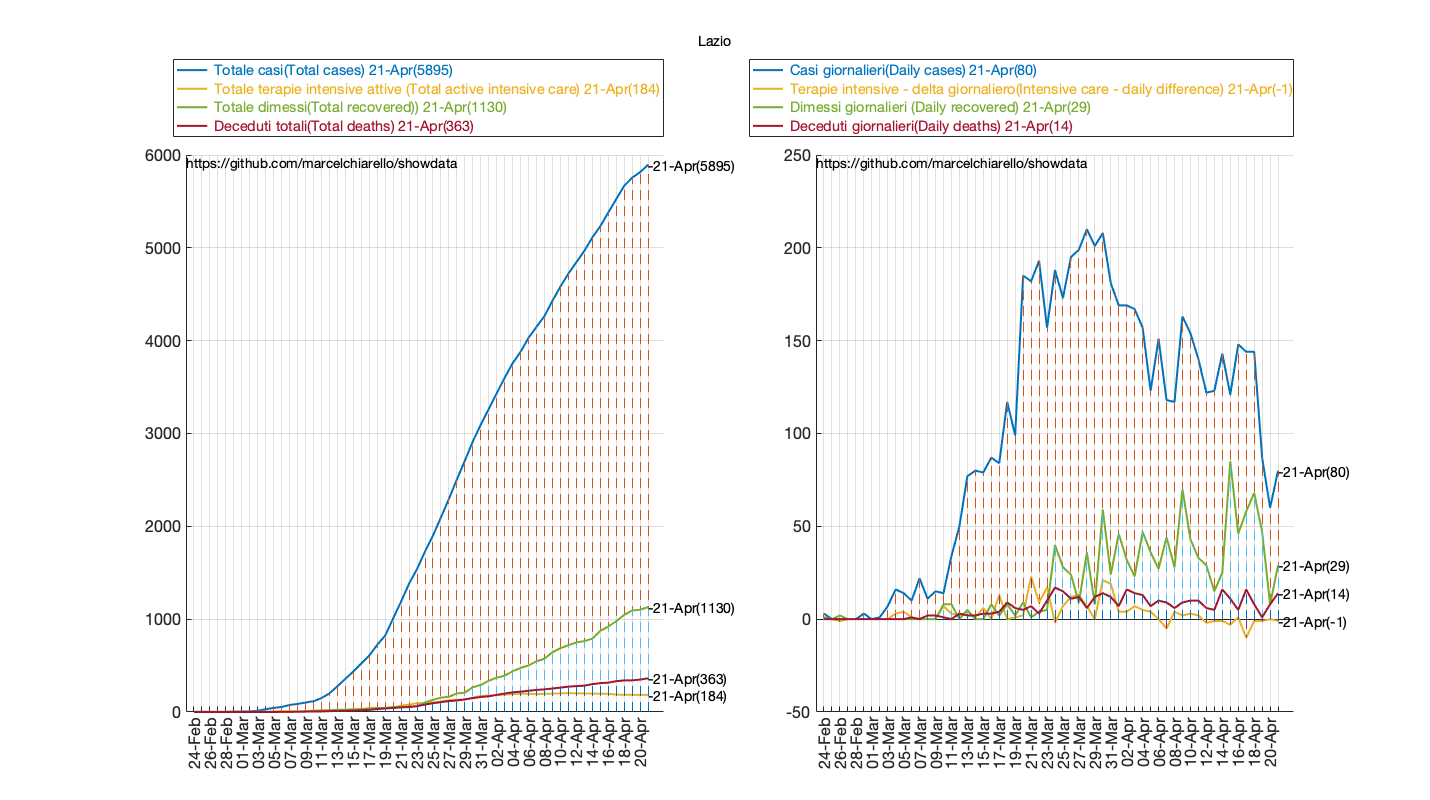 Lazio
Totale casi(Total cases) 21-Apr(5895)
Totale terapie intensive attive (Total active intensive care) 21-Apr(184)
Totale dimessi(Total recovered)) 21-Apr(1130)
Deceduti totali(Total deaths) 21-Apr(363)
https://github.com/marcelchiarello/showdata
6000
5000
4000
3000
2000
1000
0
21-Apr(5895)
21-Apr(1130)
21-Apr(363)
21-Apr(184)
24-Feb
26-Feb
28-Feb
01-Mar
03-Mar
05-Mar
07-Mar
09-Mar
11-Mar
13-Mar
15-Mar
17-Mar
19-Mar
21-Mar
23-Mar
25-Mar
27-Mar
29-Mar
31-Mar
02-Apr
04-Apr
06-Apr
08-Apr
10-Apr
12-Apr
14-Apr
16-Apr
18-Apr
20-Apr
Casi giornalieri(Daily cases) 21-Apr(80)
Terapie intensive - delta giornaliero(Intensive care - daily difference) 21-Apr(-1)
Dimessi giornalieri (Daily recovered) 21-Apr(29)
Deceduti giornalieri(Daily deaths) 21-Apr(14)
https://github.com/marcelchiarello/showdata
250
200
150
100
50
0
-50
21-Apr(80)
21-Apr(29)
21-Apr(14)
21-Apr(-1)
24-Feb
26-Feb
28-Feb
01-Mar
03-Mar
05-Mar
07-Mar
09-Mar
11-Mar
13-Mar
15-Mar
17-Mar
19-Mar
21-Mar
23-Mar
25-Mar
27-Mar
29-Mar
31-Mar
02-Apr
04-Apr
06-Apr
08-Apr
10-Apr
12-Apr
14-Apr
16-Apr
18-Apr
20-Apr